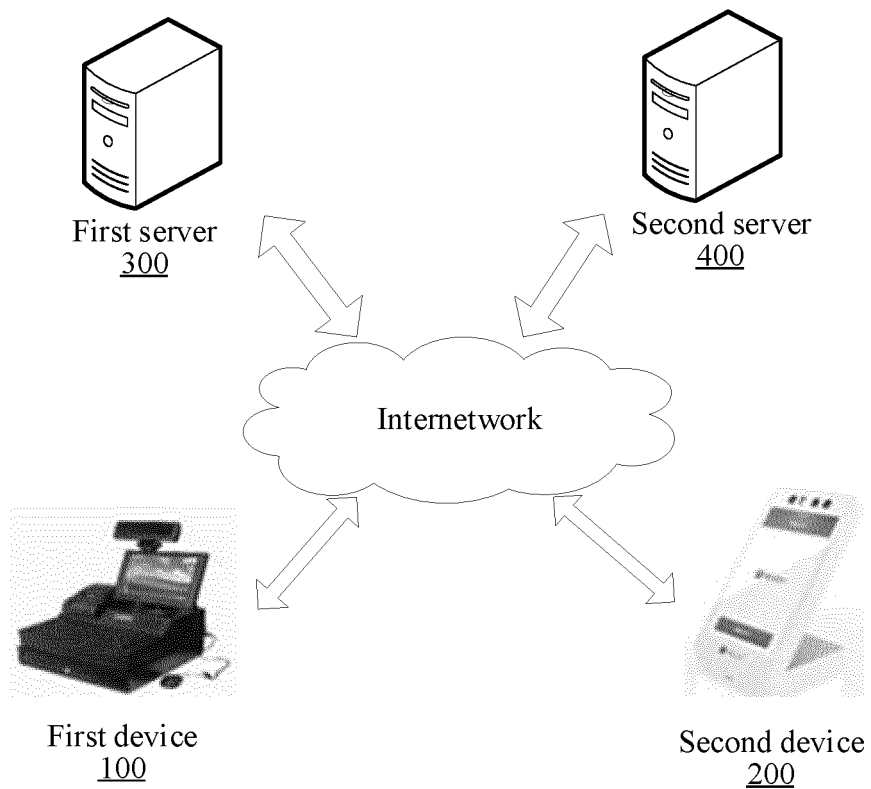 First server
300
Second server
400
Internetwork
First device
100
Second device
200